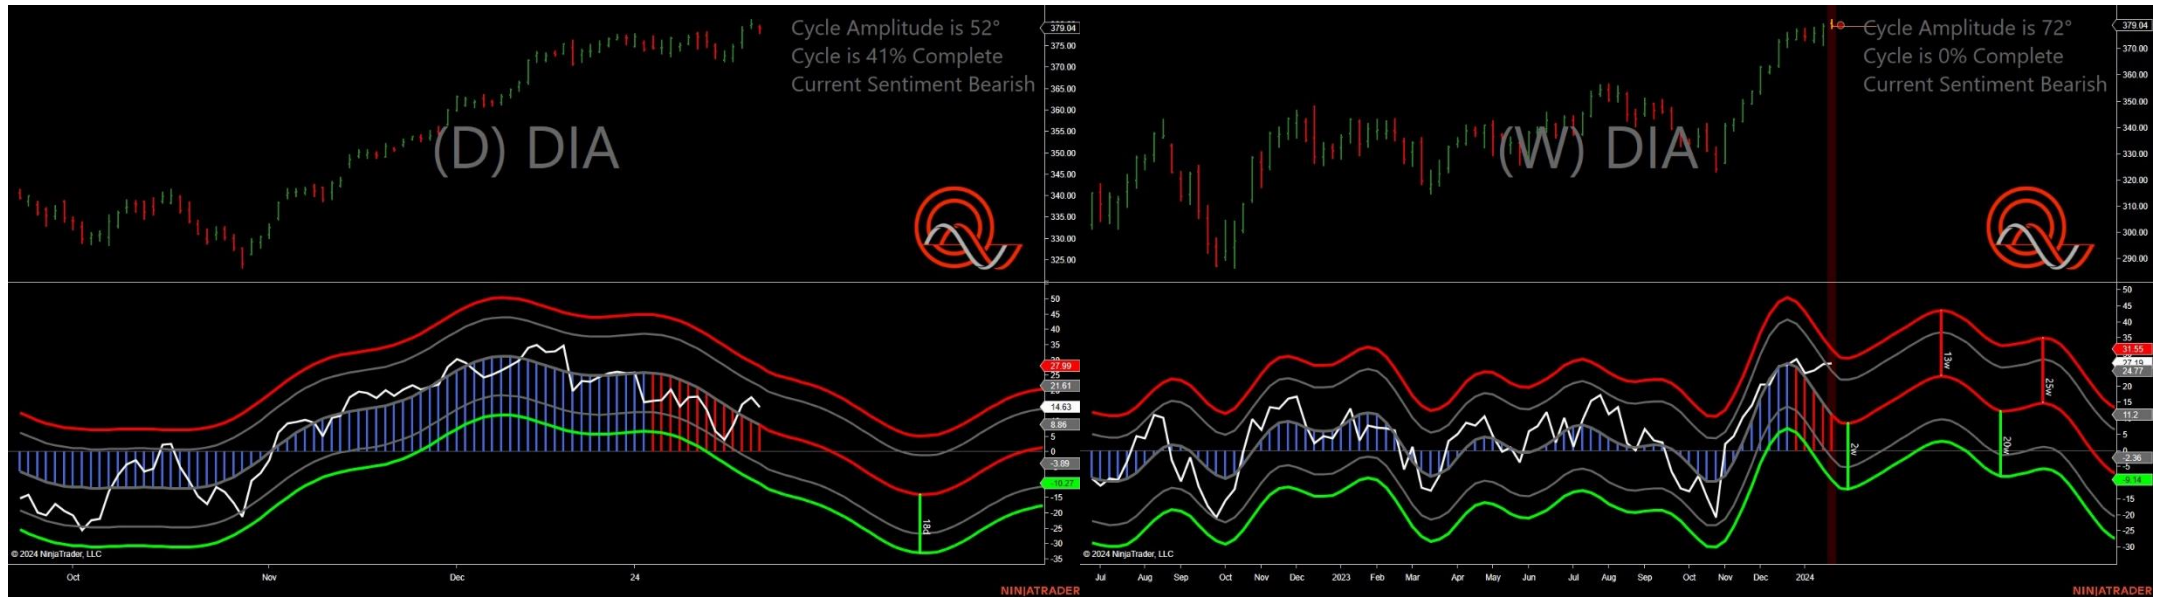 Cycle Amplitude is 52°
Cycle is 41% Complete
Current Sentiment Bearish
(D) DIA
379.04
375.00
370.00
365.00
360.00
355.00
350.00
345.00
340.00
335.00
330.00
325.00
50
45
40
35
27.99
25
21.61
14.63
8.86
5
0
-3.89
-10.27
-15
-20
-25
-30
-35
18d
© 2024 NinjaTrader, LLC
Oct
Nov
Dec
24
NINJATRADER
Cycle Amplitude is 72°
Cycle is 0% Complete
Current Sentiment Bearish
(W) DIA
379.04
370.00
360.00
350.00
340.00
330.00
320.00
310.00
300.00
290.00
50
45
40
35
31.55
27.19
24.77
20
15
11.2
5
0
-2.36
-5
-9.14
-15
-20
-25
-30
2w
13w
20w
25w
© 2024 NinjaTrader, LLC
Jul
Aug
Sep
Oct
Nov
Dec
2023
Feb
Mar
Apr
May
Jun
Jul
Aug
Sep
Oct
Nov
Dec
2024
NINJATRADER